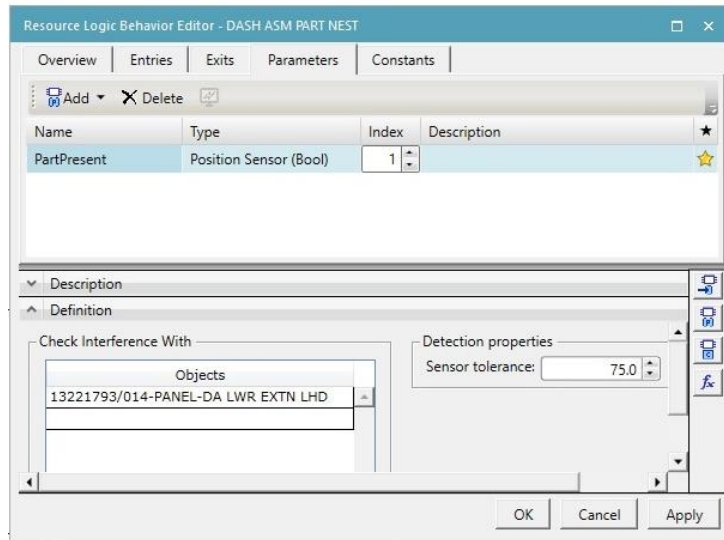 Resource Logic Behavior Editor - DASH ASM PART NEST
Overview Entries Exits Parameters Constants
Add Delete
Name Type Index Description
PartPresent Position Sensor (Bool) 1
Description
Definition
Check Interference With
Detection properties
Objects
Sensor tolerance: 75.0
13221793/014-PANEL-DA LWR EXTN LHD
OK Cancel Apply